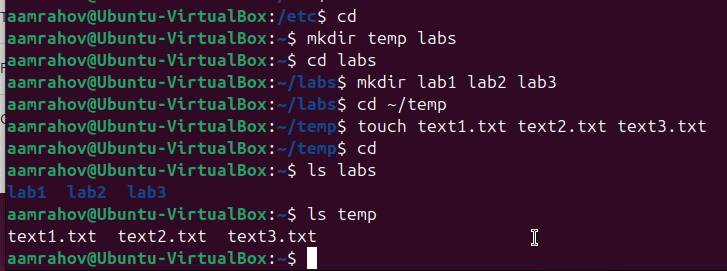 aamrahov@Ubuntu-VirtualBox:/etc$ cd
aamrahov@Ubuntu-VirtualBox:~$ mkdir temp labs
aamrahov@Ubuntu-VirtualBox:~$ cd labs
aamrahov@Ubuntu-VirtualBox:~/labs$ mkdir lab1 lab2 lab3
aamrahov@Ubuntu-VirtualBox:~/labs$ cd ~/temp
aamrahov@Ubuntu-VirtualBox:~/temp$ touch text1.txt text2.txt text3.txt
aamrahov@Ubuntu-VirtualBox:~/temp$ cd
aamrahov@Ubuntu-VirtualBox:~$ ls labs
lab1  lab2  lab3
aamrahov@Ubuntu-VirtualBox:~$ ls temp
text1.txt  text2.txt  text3.txt
aamrahov@Ubuntu-VirtualBox:~$